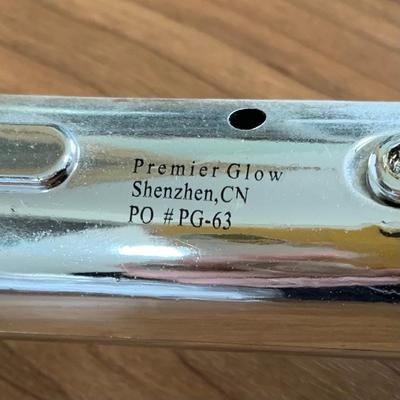 Premier Glow
Shenzhen,CN
PO #PG-63